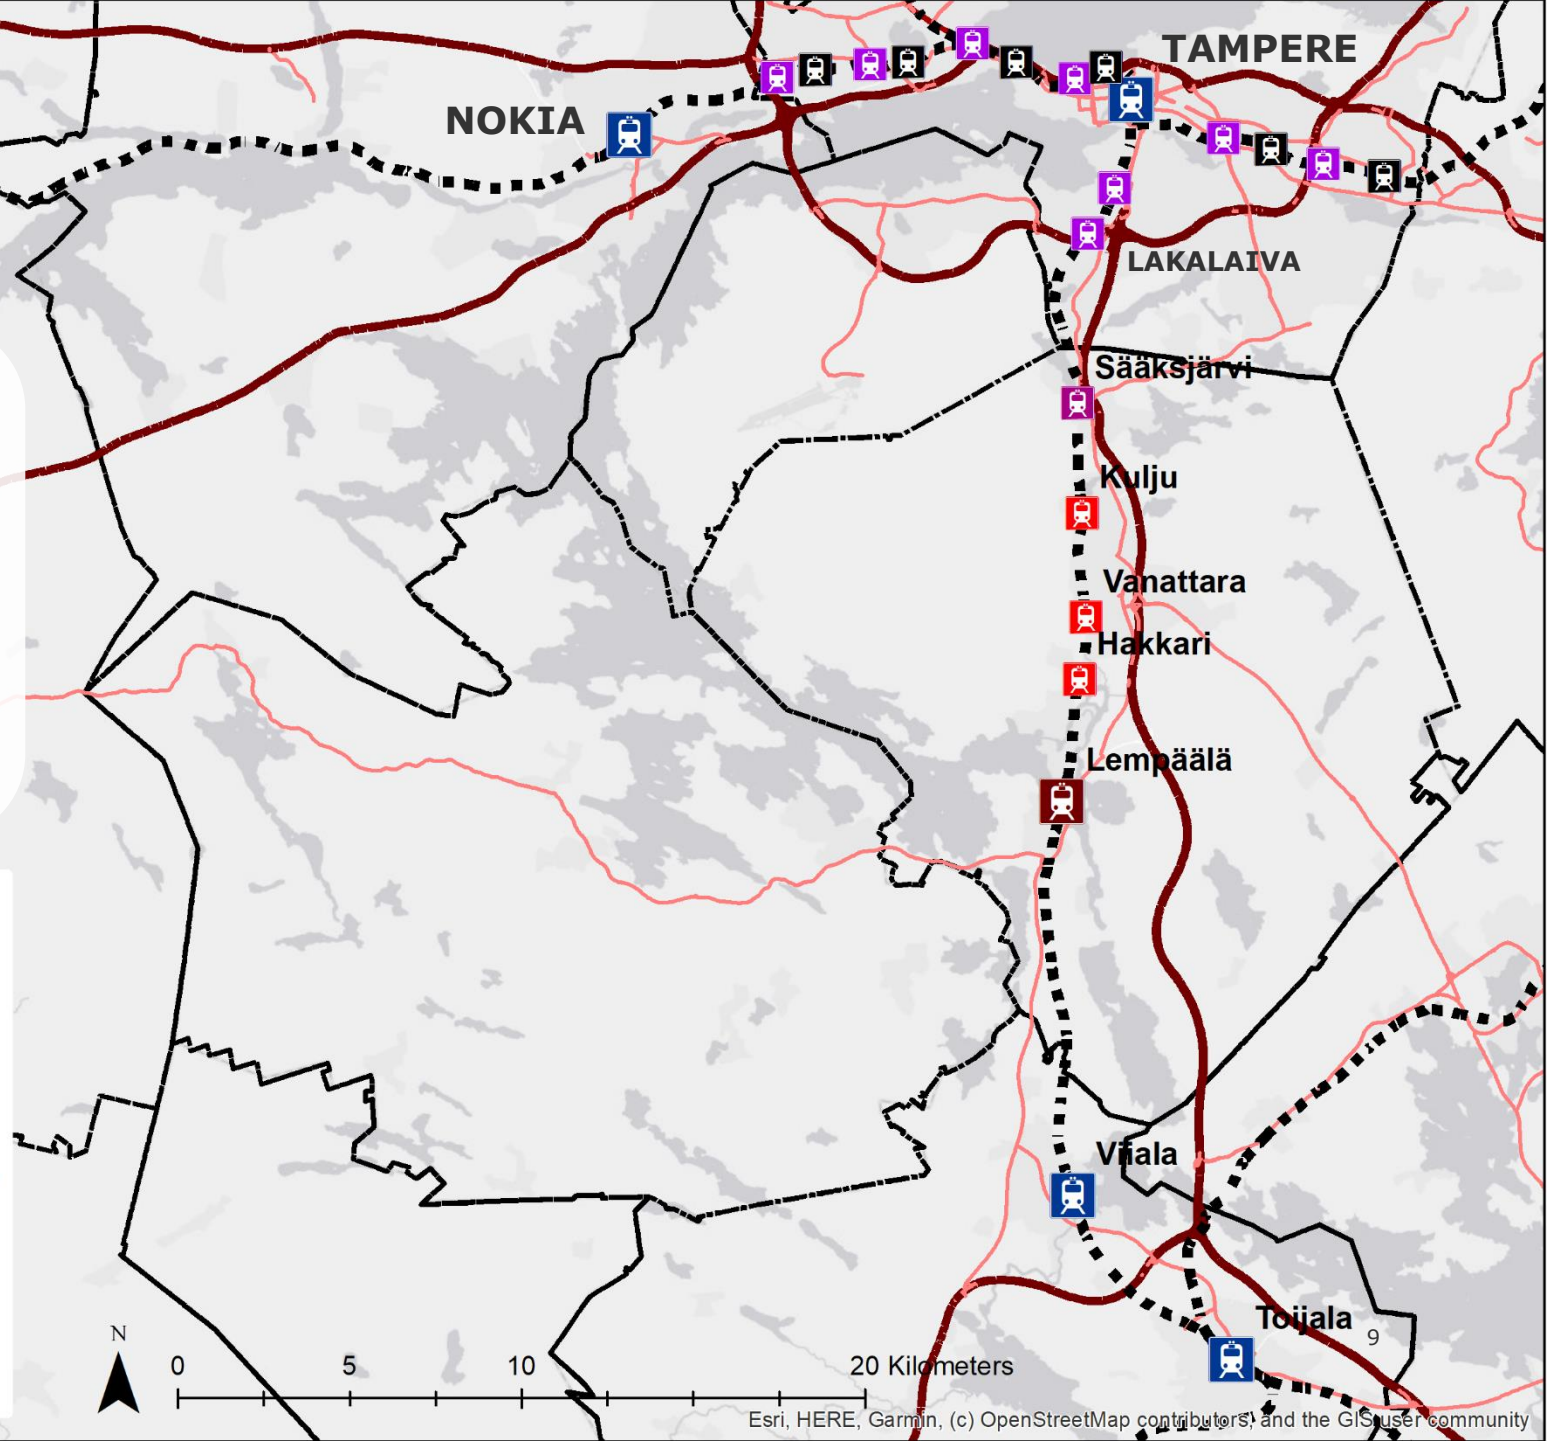 TAMPERE
NOKIA
LAKALAIVA
Sääksjärvi
Kulju
Vanattara
Hakkari
Lempäälä
Viiala
Toijala
9
N
0 5 10 20 Kilometers
Esri, HERE, Garmin, (c) OpenStreetMap contributors, and the GIS user community